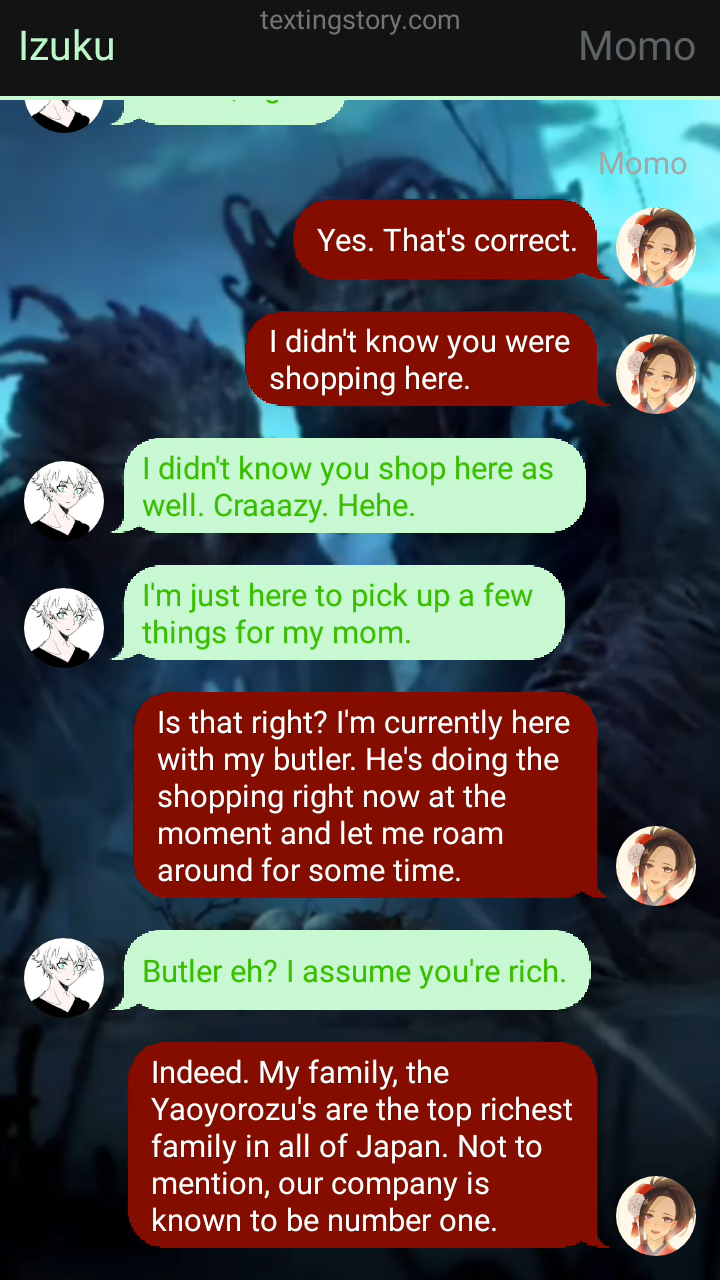 textingstory.com
Izuku
Momo
Momo
Yes. That's correct.
I didn't know you were
shopping here.
I didn't know you shop here as
well. Craaazy. Hehe.
I'm just here to pick up a few
things for my mom.
Is that right? I'm currently here
with my butler. He's doing the
shopping right now at the
moment and let me roam
around for some time.
Butler eh? I assume you're rich.
Indeed. My family, the
Yaoyorozu's are the top richest
family in all of Japan. Not to
mention, our company is
known to be number one.